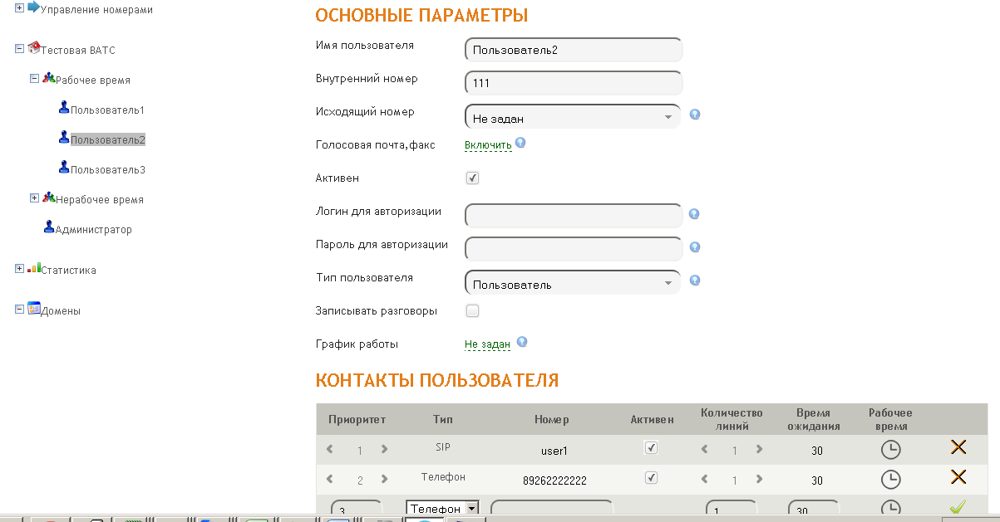 Управление номерами
Тестовая ВАТС
Рабочее время
Пользователь1
Пользователь2
Пользователь3
Нерабочее время
Администратор
Статистика
Домены
ОСНОВНЫЕ ПАРАМЕТРЫ
Имя пользователя Пользователь2
Внутренний номер 111
Исходящий номер Не задан
Голосовая почта,факс Включить
Активен
Логин для авторизации
Пароль для авторизации
Тип пользователя Пользователь
Записывать разговоры
График работы Не задан
КОНТАКТЫ ПОЛЬЗОВАТЕЛЯ
Приоритет Тип Номер Активен Количество линий Время ожидания Рабочее время
1 SIP user1 1 30
2 Телефон 89262222222 1 30
3 Телефон 1 30